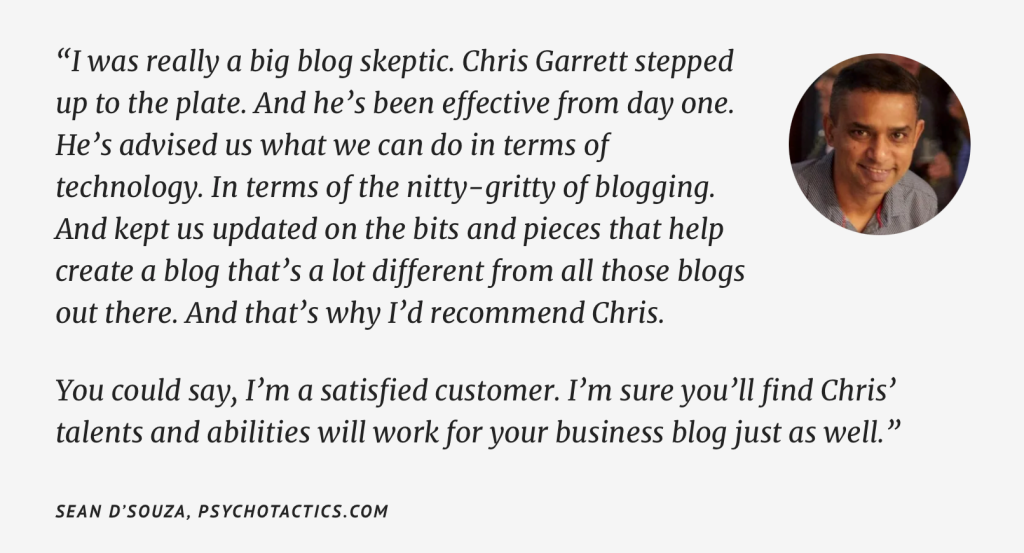 “I was really a big blog skeptic. Chris Garrett stepped
up to the plate. And he’s been effective from day one.
He’s advised us what we can do in terms of
technology. In terms of the nitty-gritty of blogging.
And kept us updated on the bits and pieces that help
create a blog that’s a lot different from all those blogs
out there. And that’s why I’d recommend Chris.
You could say, I’m a satisfied customer. I’m sure you’ll find Chris’
talents and abilities will work for your business blog just as well.”
SEAN D’SOUZA, PSYCHOTACTICS.COM